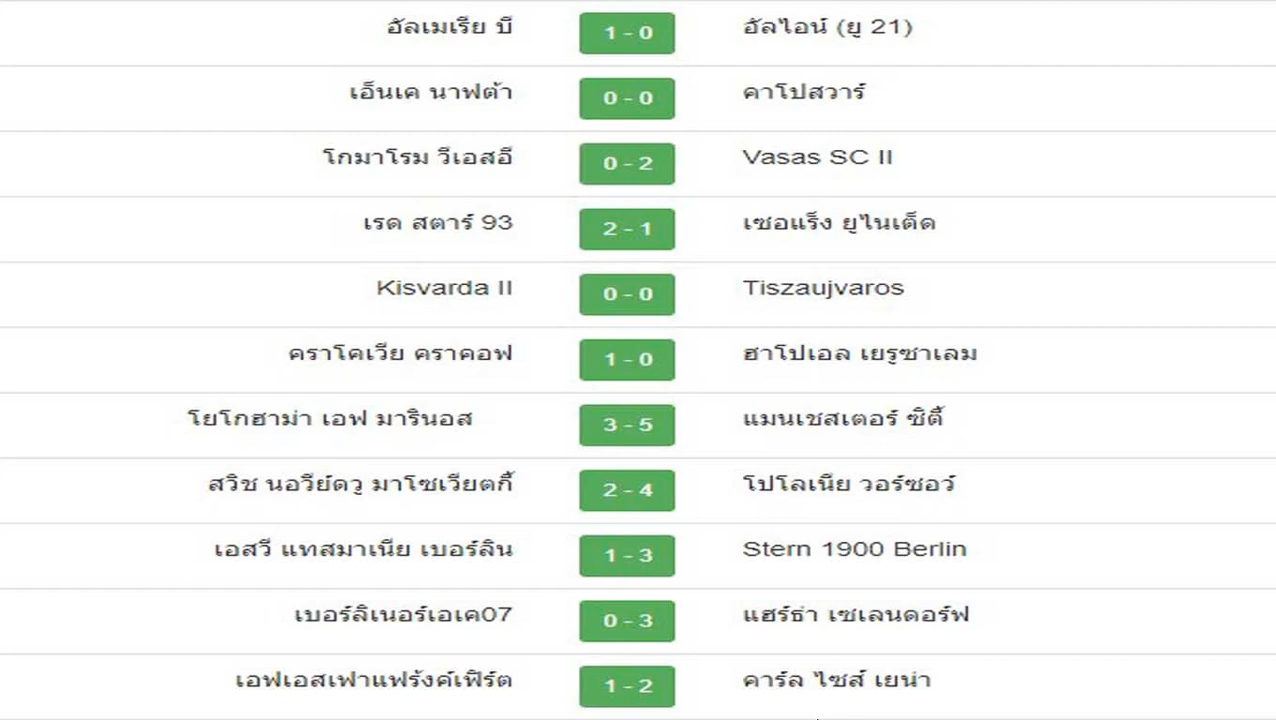 อัลเมเรีย บี 1 - 0 อัลไอน์ (ยู 21)
เอ็นเค นาฟต้า 0 - 0 คาโปสวาร์
โกมาโรม วีเอสอี 0 - 2 Vasas SC II
เรด สตาร์ 93 2 - 1 เซอแร็ง ยูไนเต็ด
Kisvarda II 0 - 0 Tiszaujvaros
คราโคเวีย คราคอฟ 1 - 0 ฮาโปเอล เยรูซาเลม
โยโกฮาม่า เอฟ มารินอส 3 - 5 แมนเชสเตอร์ ซิตี้
สวิช นอวีย์ดวู มาโซเวียตกี้ 2 - 4 โปโลเนีย วอร์ซอว์
เอสวี แทสมาเนีย เบอร์ลิน 1 - 3 Stern 1900 Berlin
เบอร์ลิเนอร์เอเค07 0 - 3 แฮร์ธ่า เซเลนดอร์ฟ
เอฟเอสเฟาแฟร้งค์เฟิร์ต 1 - 2 คาร์ล ไซส์ เยน่า